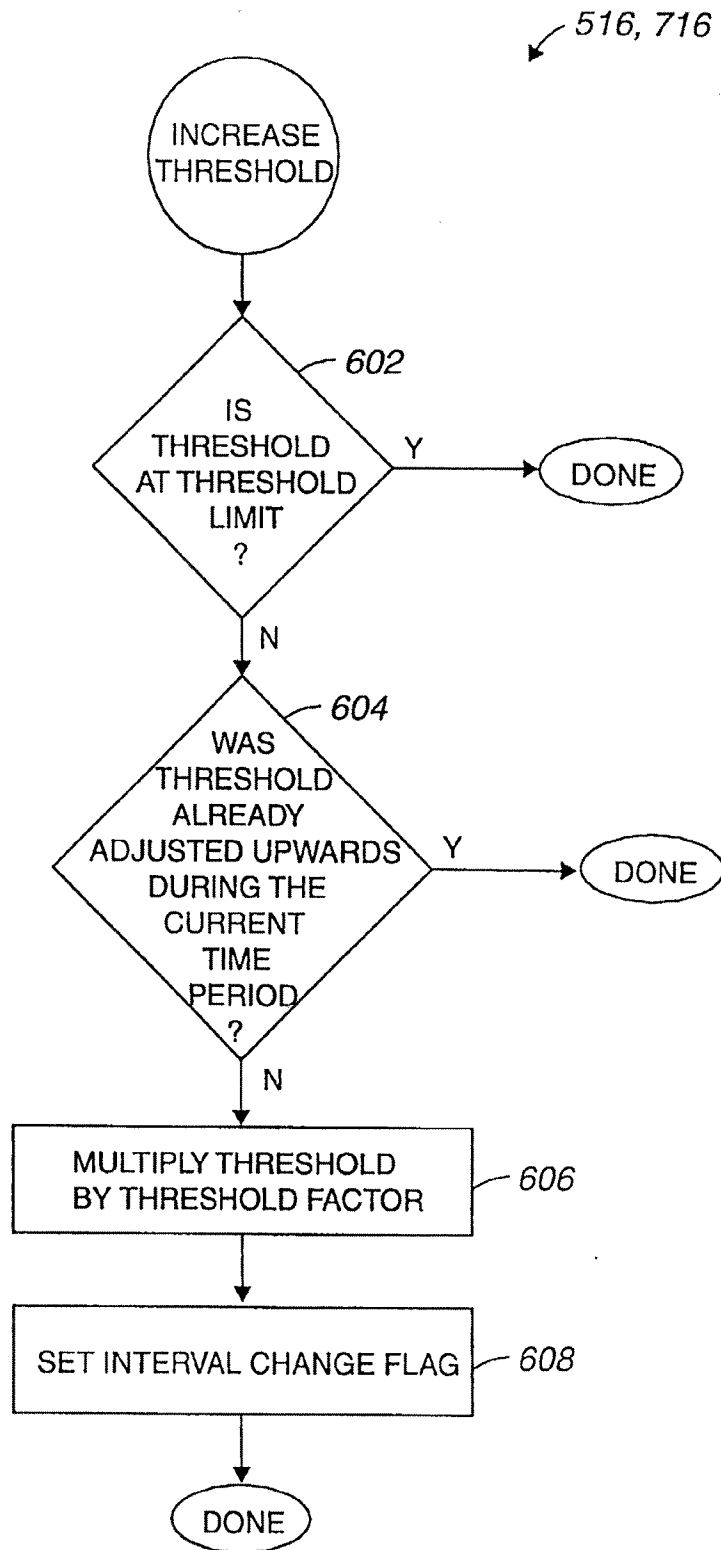 516, 716
INCREASE
THRESHOLD
602
IS
THRESHOLD
AT THRESHOLD
LIMIT
?
Y
DONE
N
604
WAS
THRESHOLD
ALREADY
ADJUSTED UPWARDS
DURING THE
CURRENT
TIME
PERIOD
?
Y
DONE
N
MULTIPLY THRESHOLD
BY THRESHOLD FACTOR
606
SET INTERVAL CHANGE FLAG
608
DONE